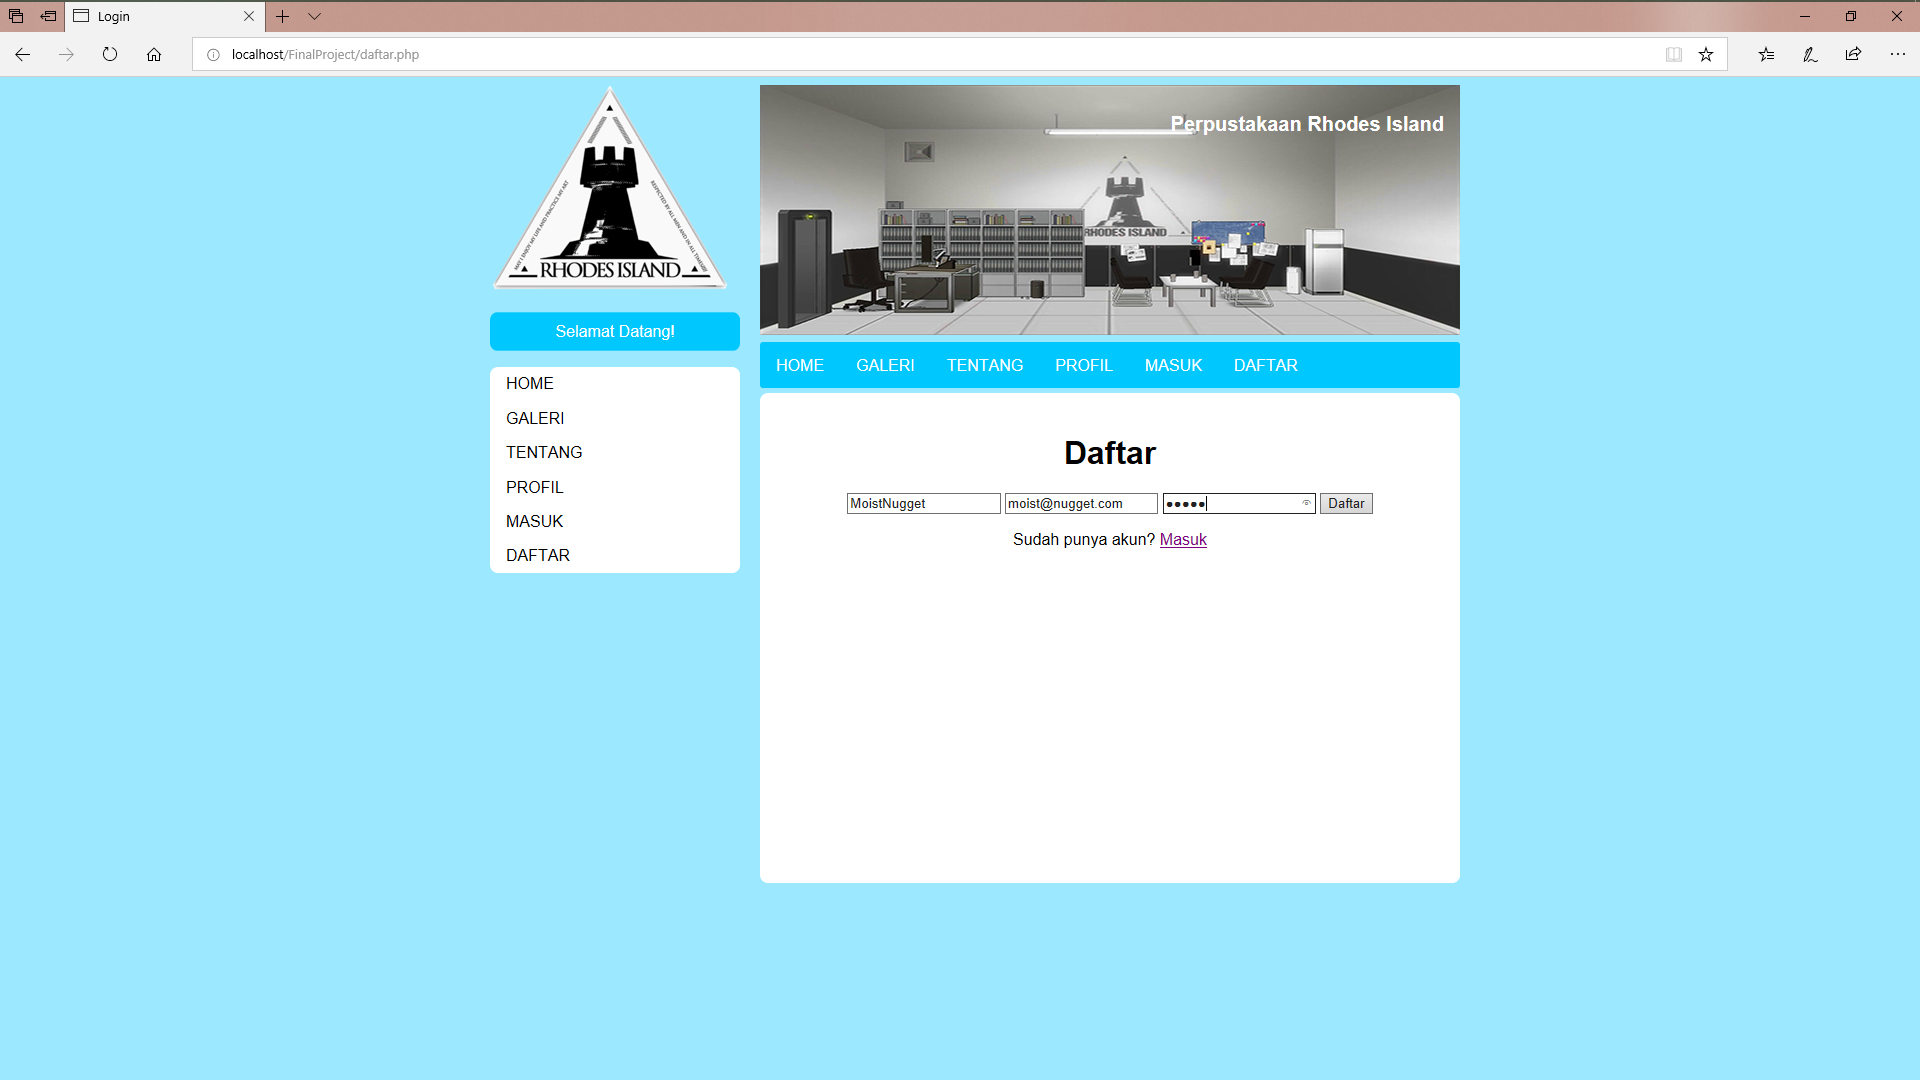 Login
localhost/FinalProject/daftar.php
RHODES ISLAND
Selamat Datang!
HOME
GALERI
TENTANG
PROFIL
MASUK
DAFTAR
Perpustakaan Rhodes Island
RHODES ISLAND
HOME GALERI TENTANG PROFIL MASUK DAFTAR
Daftar
MoistNugget moist@nugget.com ●●●●● Daftar
Sudah punya akun? Masuk